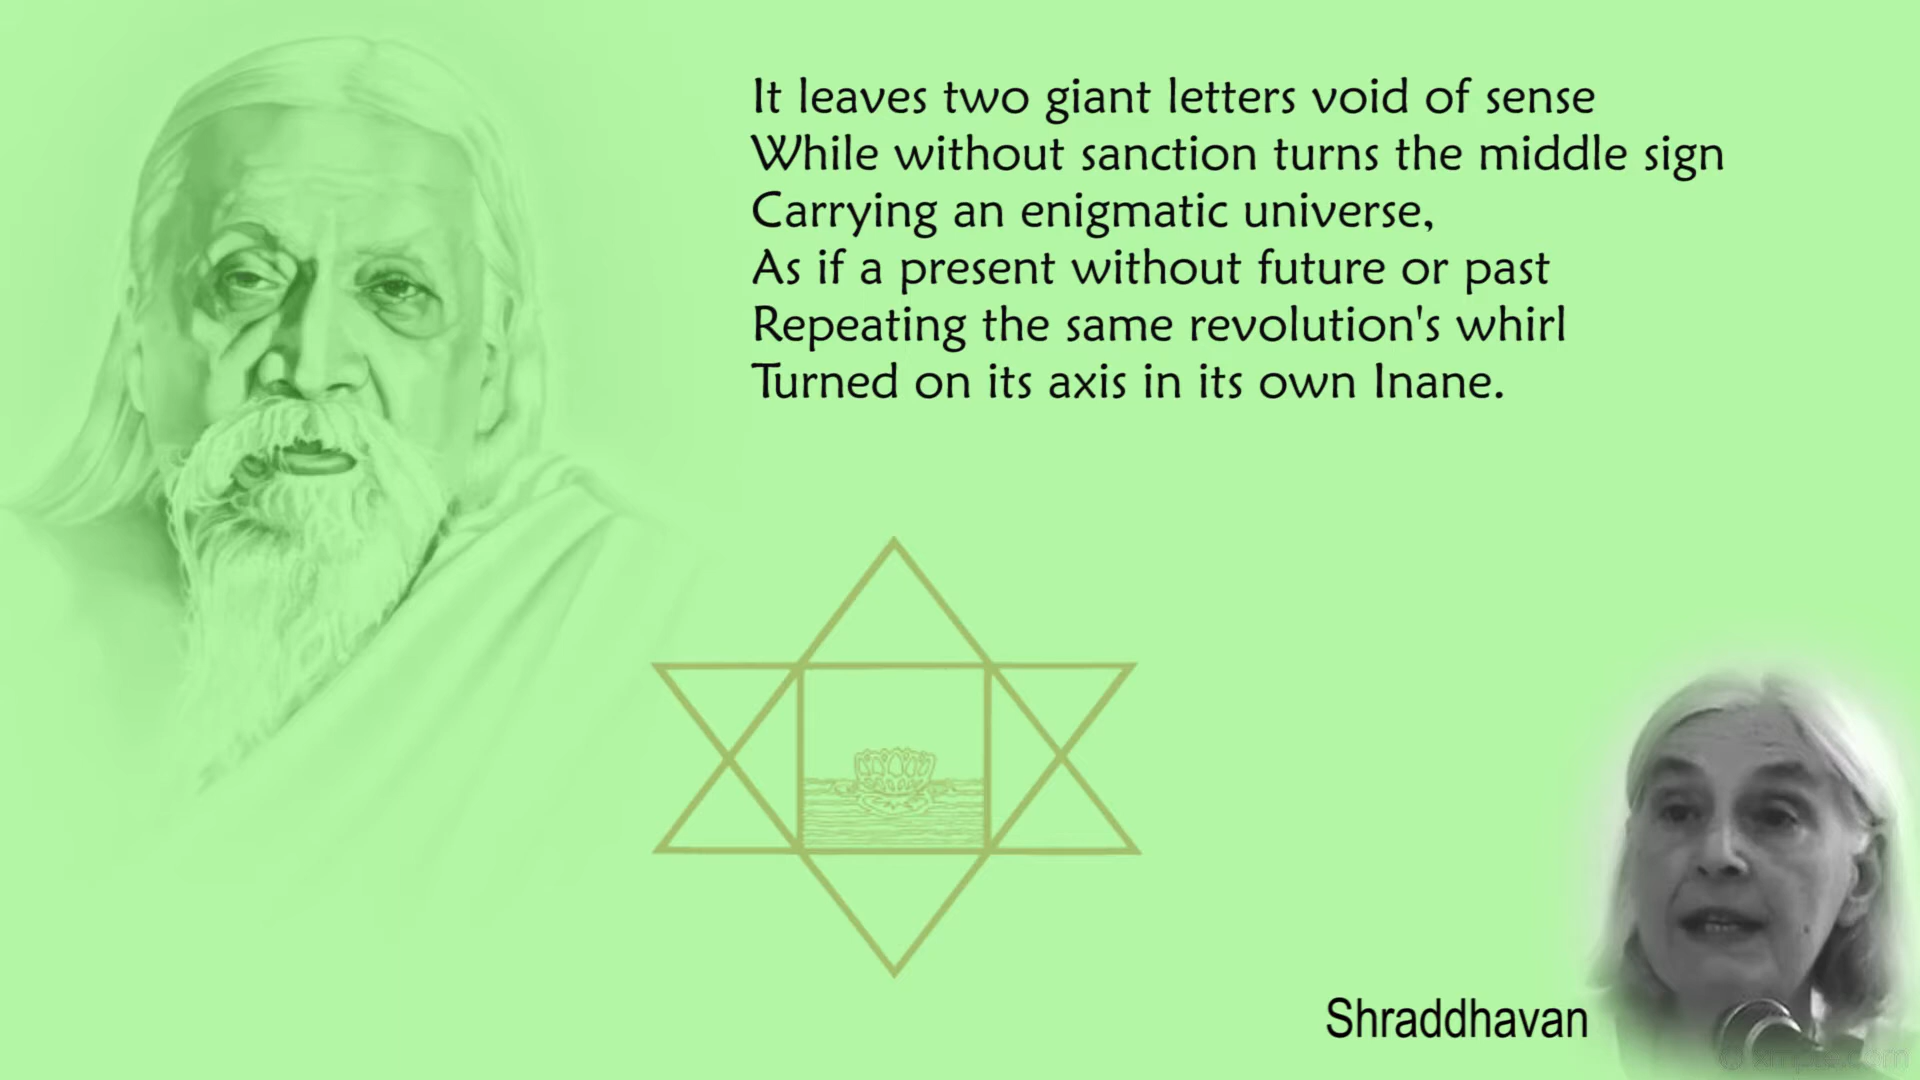 It leaves two giant letters void of sense
While without sanction turns the middle sign
Carrying an enigmatic universe,
As if a present without future or past
Repeating the same revolution's whirl
Turned on its axis in its own Inane.
Shraddhavan